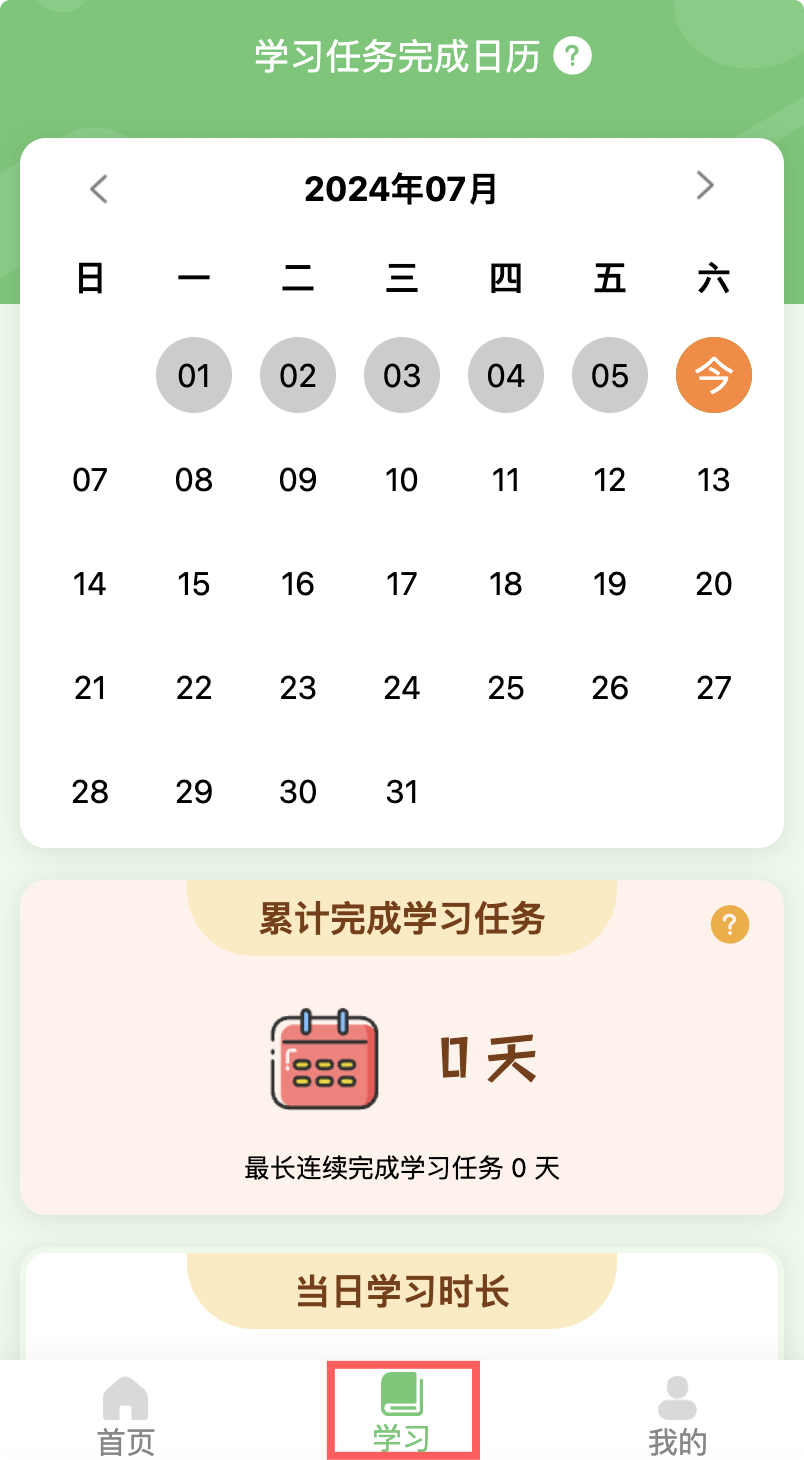 学习任务完成日历 ?
2024年07月
日 一 二 三 四 五 六
01 02 03 04 05 今
07 08 09 10 11 12 13
14 15 16 17 18 19 20
21 22 23 24 25 26 27
28 29 30 31
累计完成学习任务 ?
0 天
最长连续完成学习任务 0 天
当日学习时长
首页 学习 我的